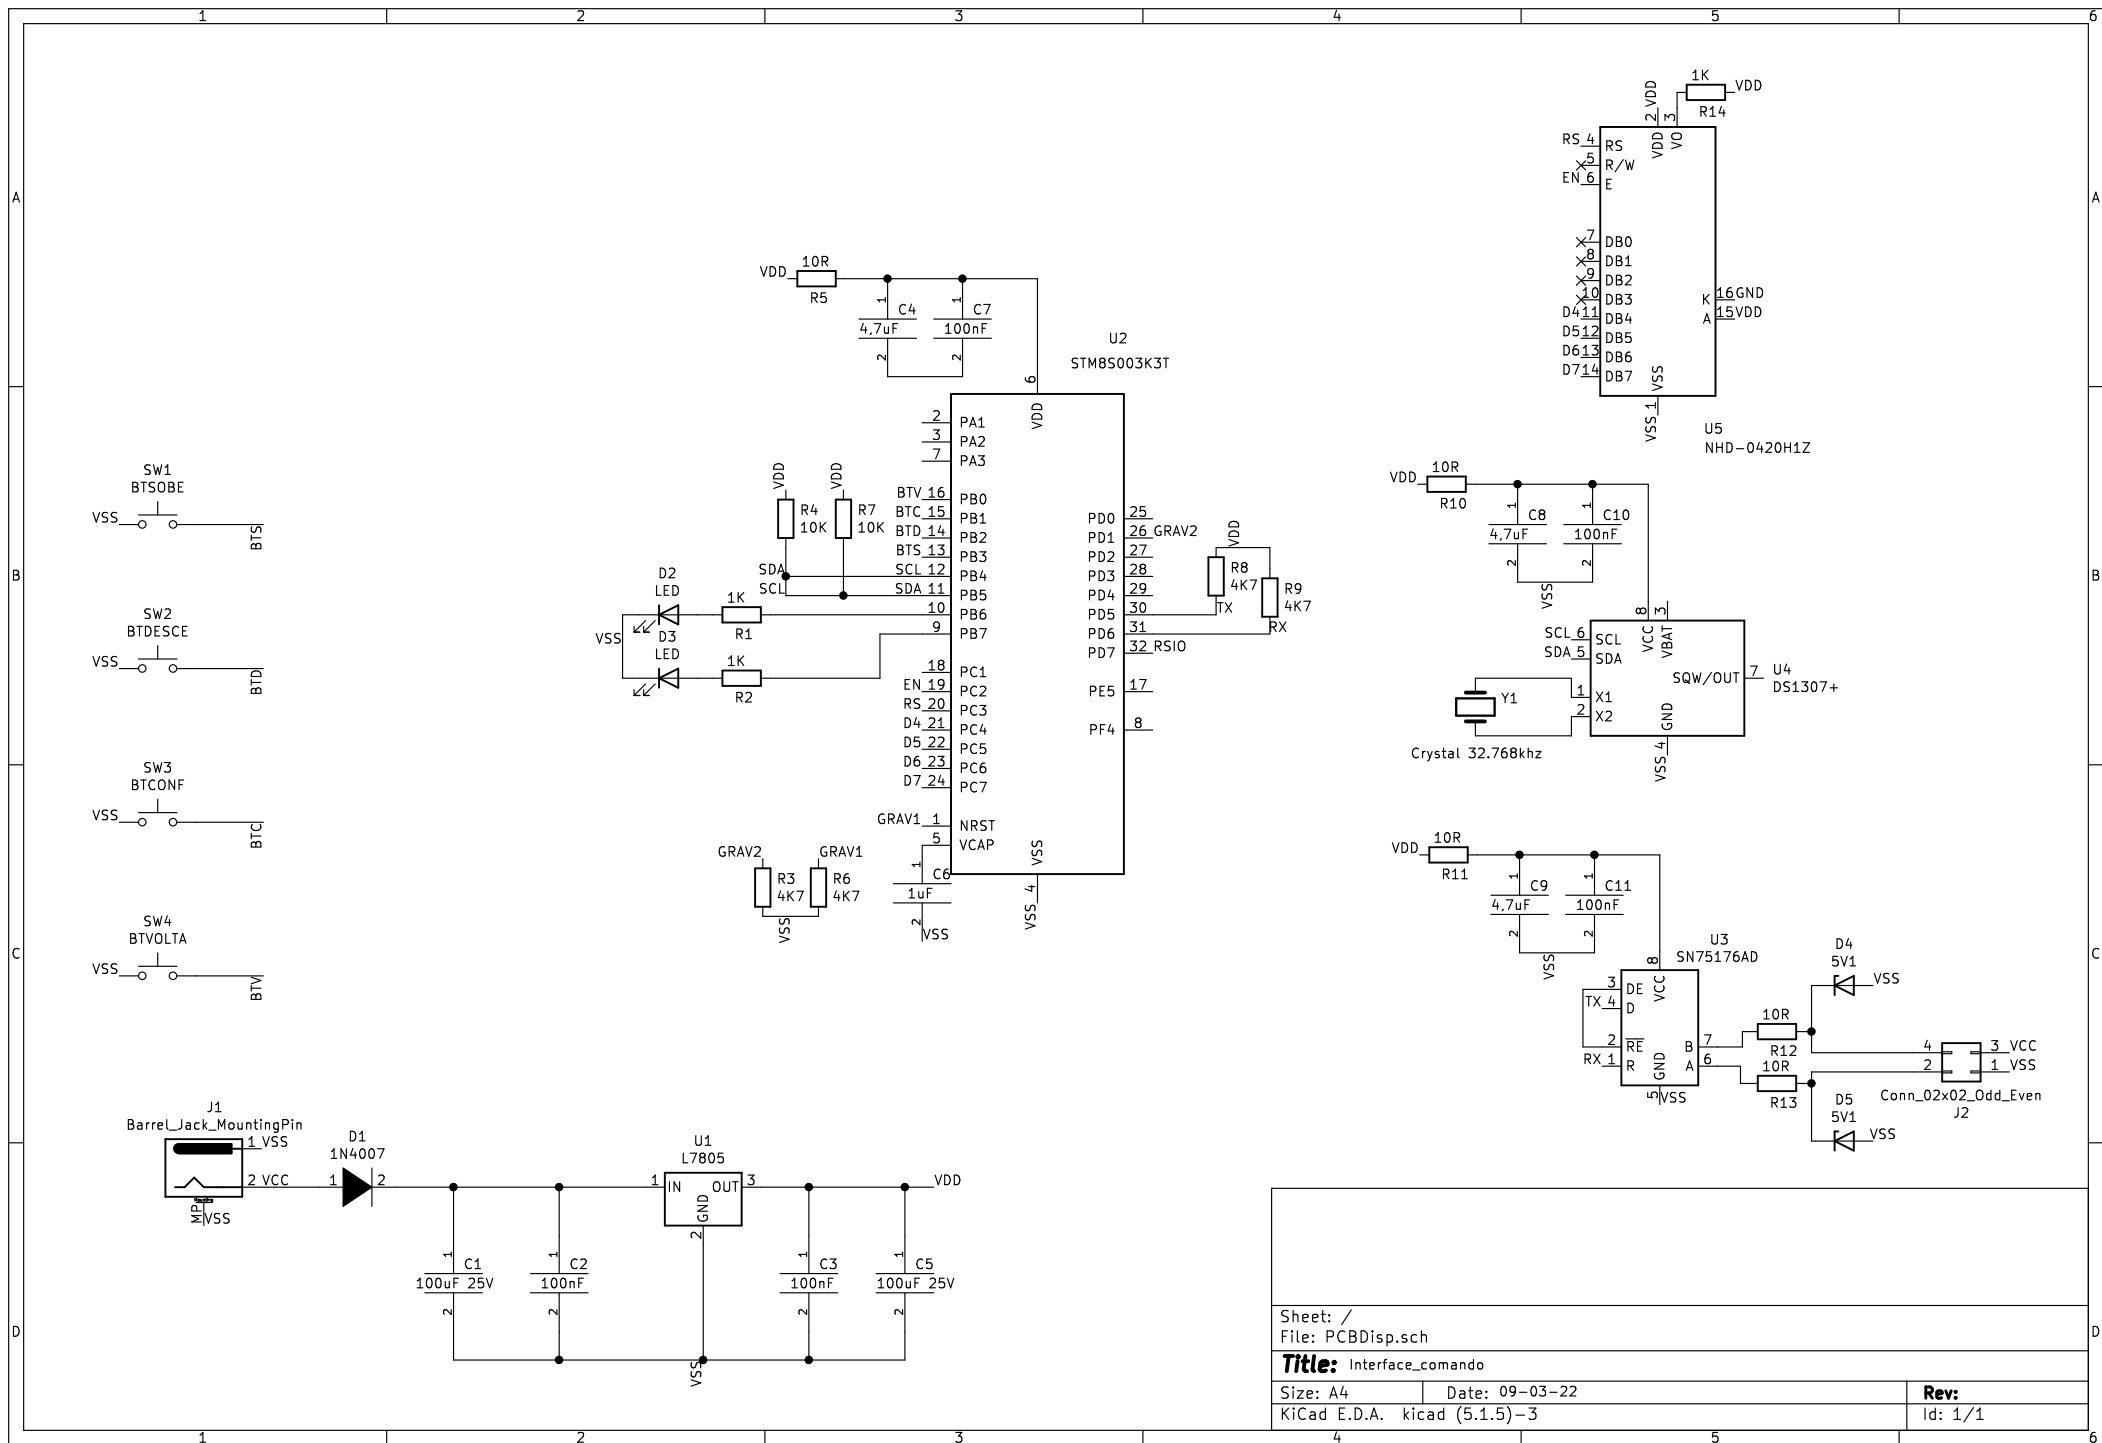 1 2 3 4 5 6
A
B
C
D
SW1
BTSOBE
VSS
BTS
SW2
BTDESCE
VSS
BTD
SW3
BTCONF
VSS
BTC
SW4
BTVOLTA
VSS
BTV
J1
Barrel_Jack_MountingPin
1 VSS
2 VCC
MP
VSS
D1
1N4007
1 2
C1
100uF 25V
1
2
C2
100nF
1
2
U1
L7805
1 IN OUT 3
GND
2
VSS
C3
100nF
1
2
C5
100uF 25V
1
2
VDD
VDD
10R
R5
1
C4
4,7uF
2
1
C7
100nF
2
U2
STM8S003K3T
6
VDD
2 PA1
3 PA2
7 PA3
BTV 16 PB0
BTC 15 PB1
BTD 14 PB2
BTS 13 PB3
SCL 12 PB4
SDA 11 PB5
10 PB6
9 PB7
18 PC1
EN 19 PC2
RS 20 PC3
D4 21 PC4
D5 22 PC5
D6 23 PC6
D7 24 PC7
GRAV1 1 NRST
5 VCAP
VSS
VSS 4
PD0 25
PD1 26 GRAV2
PD2 27
PD3 28
PD4 29
PD5 30
PD6 31
PD7 32 RSIO
PE5 17
PF4 8
VDD
R4
10K
VDD
R7
10K
SDA
SCL
D2
LED
1K
R1
VSS
D3
LED
1K
R2
GRAV2
R3
4K7
GRAV1
R6
4K7
VSS
1
C6
1uF
2
VSS
VDD
R8
4K7
TX
R9
4K7
RX
1K
VDD
R14
VDD
2 3
VDD VO
RS 4 RS
5 R/W
EN 6 E
7 DB0
8 DB1
9 DB2
10 DB3
D4 11 DB4
D5 12 DB5
D6 13 DB6
D7 14 DB7
K 16 GND
A 15 VDD
VSS
VSS 1
U5
NHD-0420H1Z
VDD
10R
R10
1
C8
4,7uF
2
1
C10
100nF
2
VSS
8 3
VCC VBAT
SCL 6 SCL
SDA 5 SDA
1 X1
2 X2
SQW/OUT 7
GND
VSS 4
U4
DS1307+
Y1
Crystal 32.768khz
VDD
10R
R11
1
C9
4,7uF
2
1
C11
100nF
2
VSS
U3
SN75176AD
8
VCC
3 DE
TX 4 D
2 RE
RX 1 R
B 7
A 6
GND
5 VSS
10R
R12
10R
R13
D4
5V1
VSS
D5
5V1
VSS
4 3 VCC
2 1 VSS
Conn_02x02_Odd_Even
J2
Sheet: /
File: PCBDisp.sch
Title: Interface_comando
Size: A4 Date: 09-03-22 Rev:
KiCad E.D.A. kicad (5.1.5)-3 Id: 1/1
A
B
C
D
1 2 3 4 5 6